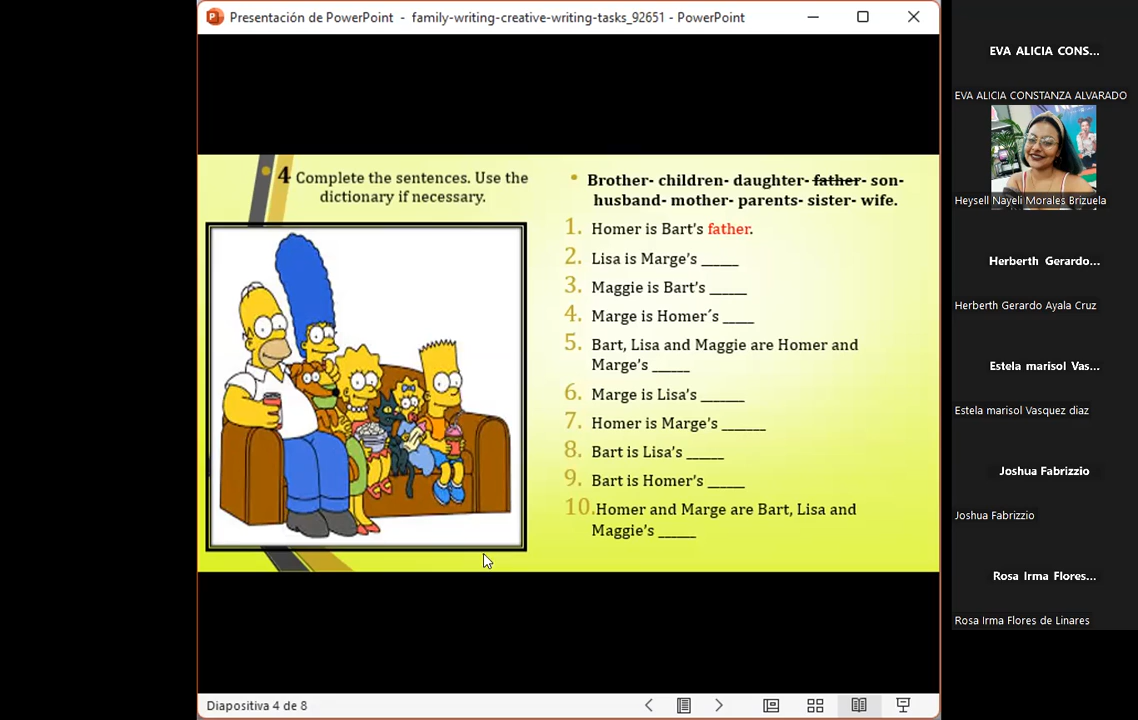 Presentación de PowerPoint - family-writing-creative-writing-tasks_92651 - PowerPoint
4 Complete the sentences. Use the
dictionary if necessary.
• Brother- children- daughter- father- son-
husband- mother- parents- sister- wife.
1. Homer is Bart's father.
2. Lisa is Marge's ______
3. Maggie is Bart's ______
4. Marge is Homer´s _____
5. Bart, Lisa and Maggie are Homer and
Marge's ______
6. Marge is Lisa's _______
7. Homer is Marge's _______
8. Bart is Lisa's ______
9. Bart is Homer's ______
10. Homer and Marge are Bart, Lisa and
Maggie's ______
Diapositiva 4 de 8
EVA ALICIA CONS...
EVA ALICIA CONSTANZA ALVARADO
Heysell Nayeli Morales Brizuela
Herberth Gerardo...
Herberth Gerardo Ayala Cruz
Estela marisol Vas...
Estela marisol Vasquez diaz
Joshua Fabrizzio
Joshua Fabrizzio
Rosa Irma Flores...
Rosa Irma Flores de Linares